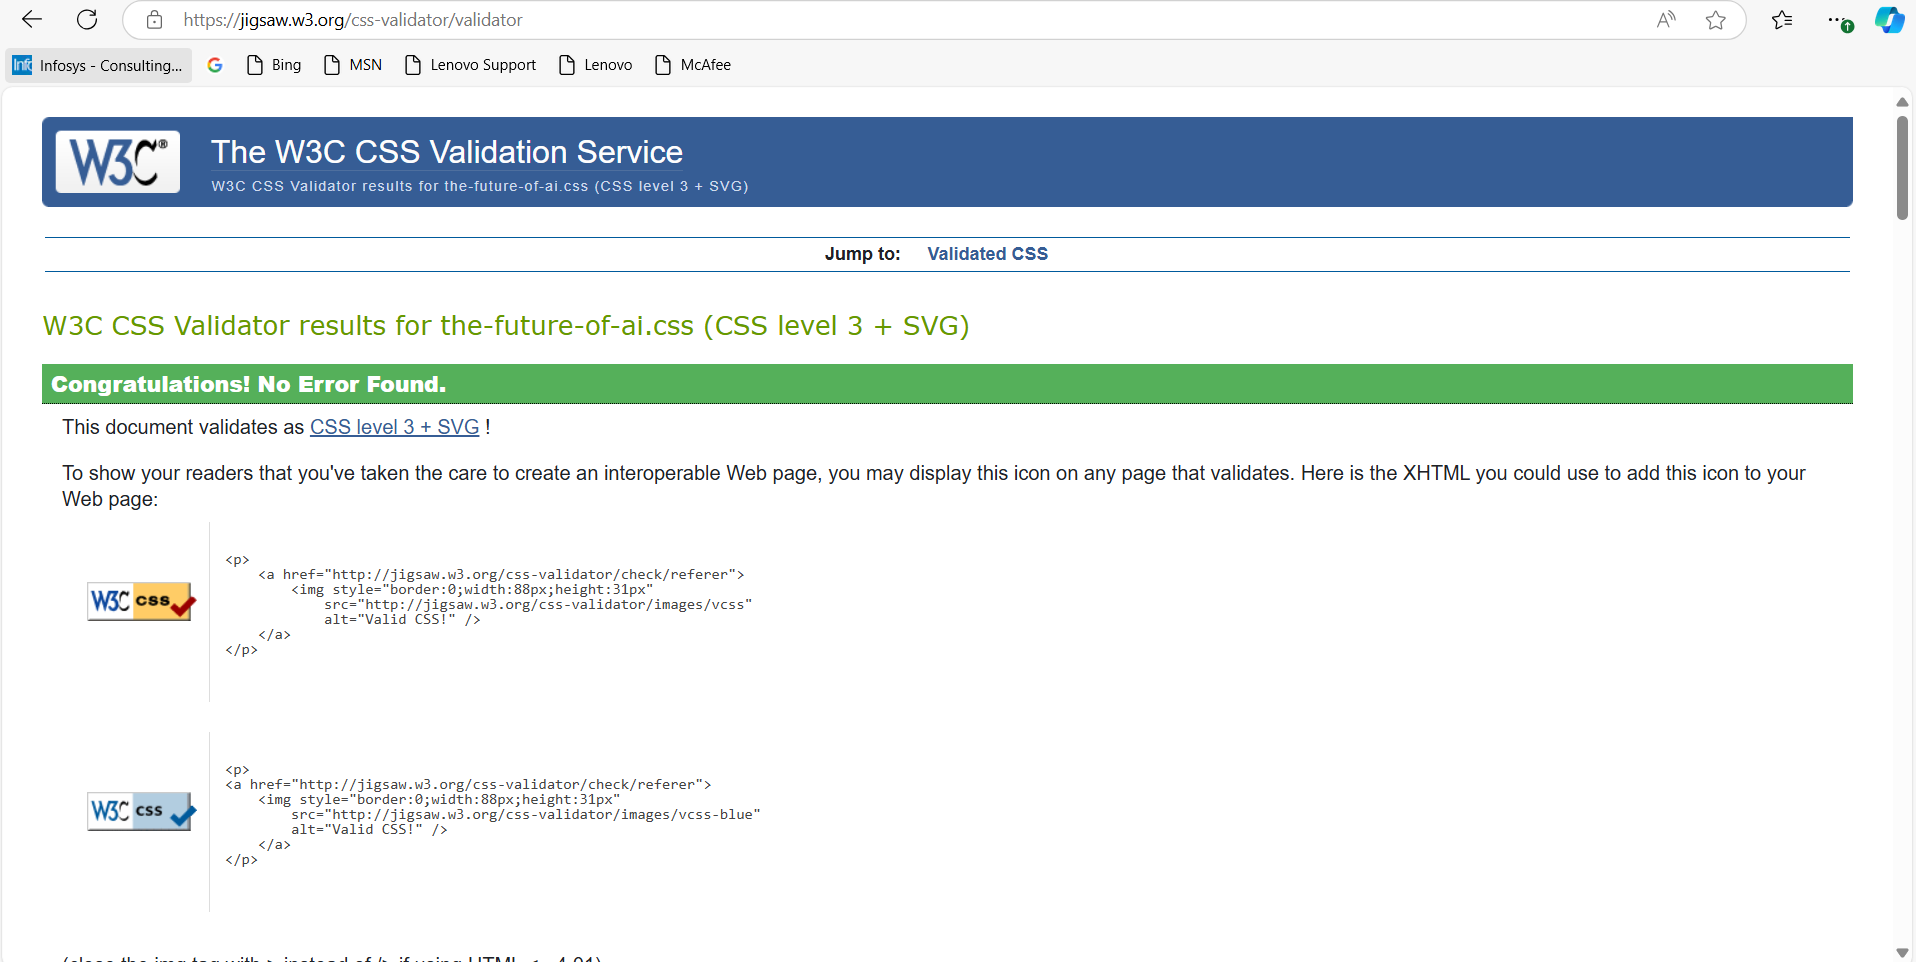 https://jigsaw.w3.org/css-validator/validator
Infosys - Consulting...
Bing
MSN
Lenovo Support
Lenovo
McAfee
W3C®
The W3C CSS Validation Service
W3C CSS Validator results for the-future-of-ai.css (CSS level 3 + SVG)
Jump to: Validated CSS
W3C CSS Validator results for the-future-of-ai.css (CSS level 3 + SVG)
Congratulations! No Error Found.
This document validates as CSS level 3 + SVG !
To show your readers that you've taken the care to create an interoperable Web page, you may display this icon on any page that validates. Here is the XHTML you could use to add this icon to your
Web page:
W3C css
<p>
    <a href="http://jigsaw.w3.org/css-validator/check/referer">
        <img style="border:0;width:88px;height:31px"
            src="http://jigsaw.w3.org/css-validator/images/vcss"
            alt="Valid CSS!" />
    </a>
</p>
W3C css
<p>
<a href="http://jigsaw.w3.org/css-validator/check/referer">
    <img style="border:0;width:88px;height:31px"
        src="http://jigsaw.w3.org/css-validator/images/vcss-blue"
        alt="Valid CSS!" />
    </a>
</p>